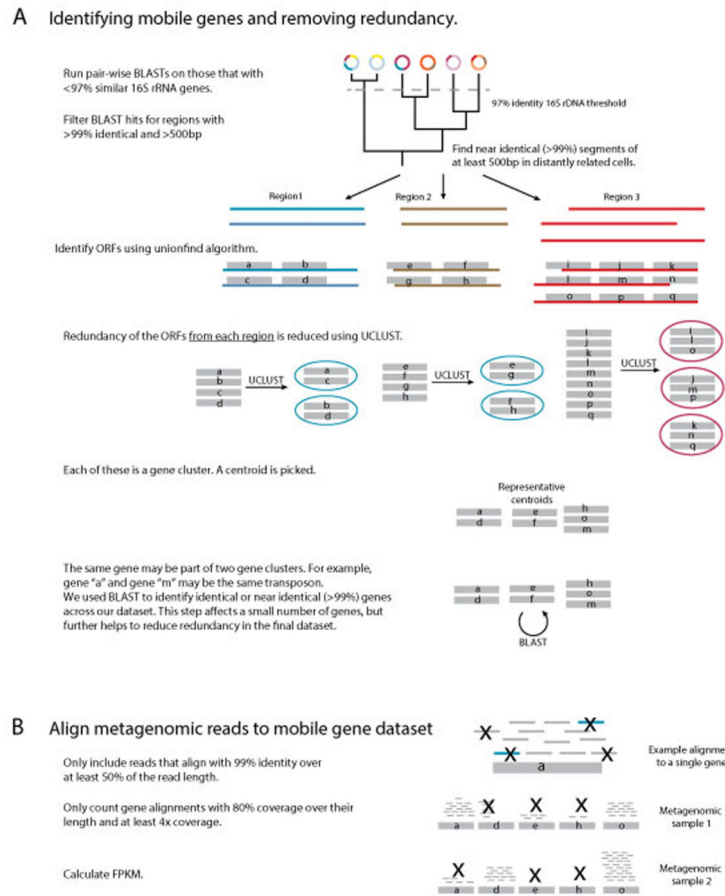 A Identifying mobile genes and removing redundancy.
Run pair-wise BLASTs on those that with
<97% similar 16S rRNA genes.
97% identity 16S rDNA threshold
Filter BLAST hits for regions with
>99% identical and >500bp
Find near identical (>99%) segments of
at least 500bp in distantly related cells.
Region1 Region 2 Region 3
Identify ORFs using unionfind algorithm.
a b e f i j k
c d g h l m n
o p q
Redundancy of the ORFs from each region is reduced using UCLUST.
a
b
c
d
UCLUST
a
c
b
d
e
f
g
h
UCLUST
e
g
f
h
i
j
k
l
m
n
o
p
q
UCLUST
i
l
o
j
m
p
k
n
q
Each of these is a gene cluster. A centroid is picked.
Representative
centroids
a e h
d f o
m
The same gene may be part of two gene clusters. For example,
gene "a" and gene "m" may be the same transposon.
We used BLAST to identify identical or near identical (>99%) genes
across our dataset. This step affects a small number of genes, but
further helps to reduce redundancy in the final dataset.
a e h
d f o
m
BLAST
B Align metagenomic reads to mobile gene dataset
Only include reads that align with 99% identity over
at least 50% of the read length.
X X
X X
a
Example alignme
to a single gene
Only count gene alignments with 80% coverage over their
length and at least 4x coverage.
X X X
a d e h o
Metagenomic
sample 1
Calculate FPKM.
X X X
a d e h o
Metagenomic
sample 2